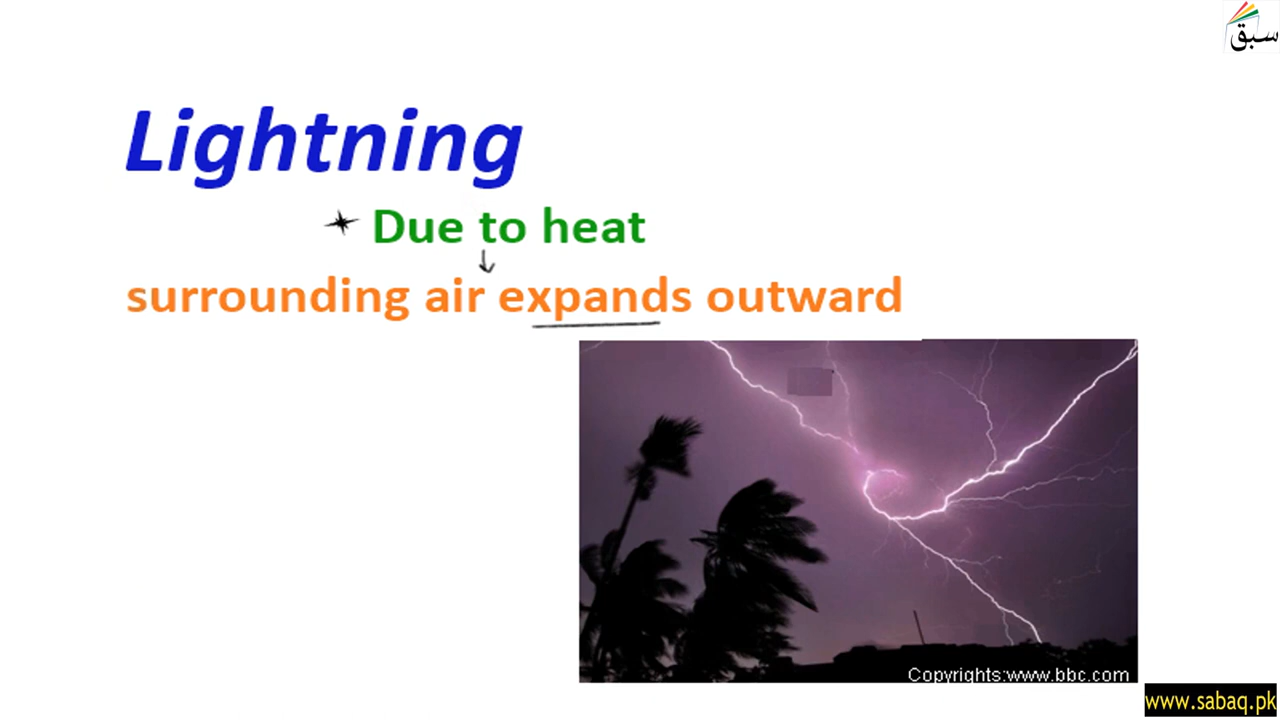 سبق
Lightning
Due to heat
surrounding air expands outward
Copyrights:www.bbc.com
www.sabaq.pk